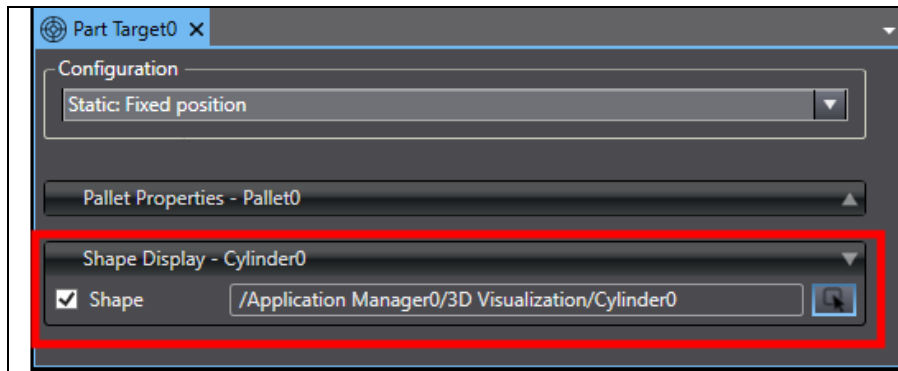 Part Target0
Configuration
Static: Fixed position
Pallet Properties - Pallet0
Shape Display - Cylinder0
Shape /Application Manager0/3D Visualization/Cylinder0